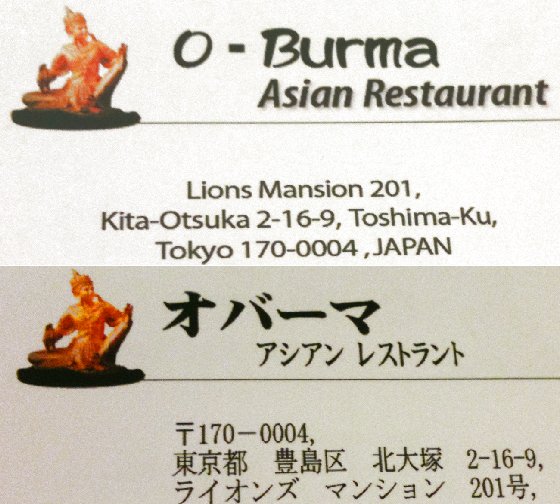 O - Burma
Asian Restaurant
Lions Mansion 201,
Kita-Otsuka 2-16-9, Toshima-Ku,
Tokyo 170-0004 ,JAPAN
オバーマ
アシアン レストラント
〒170－0004,
東京都　豊島区　北大塚　2-16-9,
ライオンズ　マンション　201号,